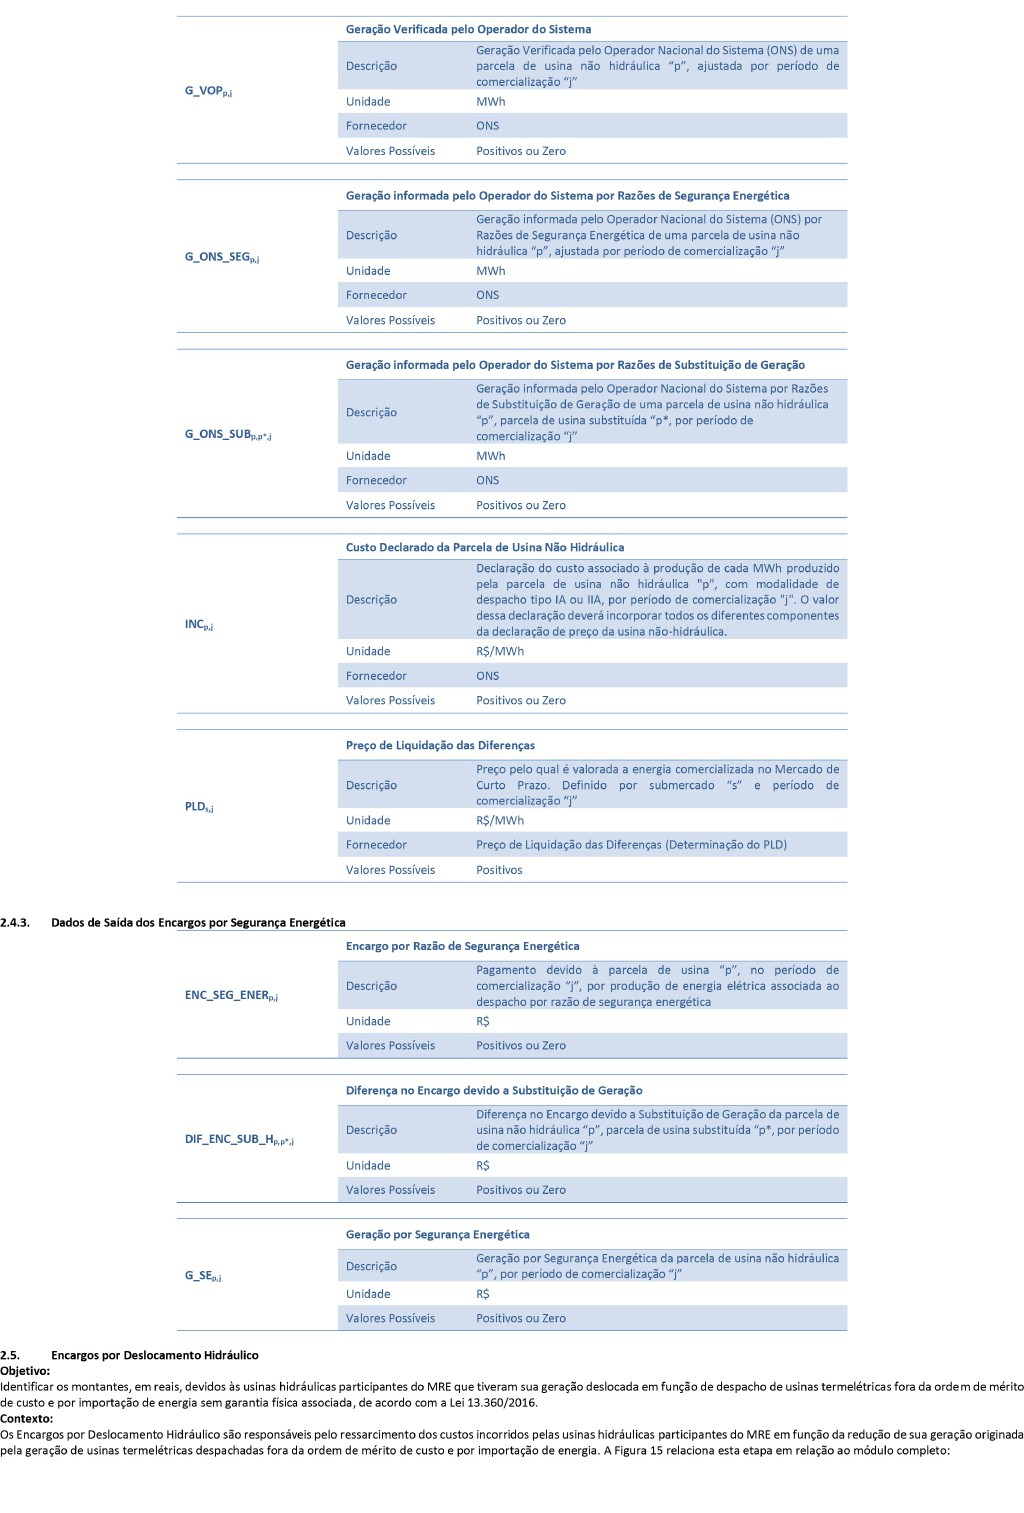 Geração Verificada pelo Operador do Sistema
G_VOPp,j
Descrição
Geração Verificada pelo Operador Nacional do Sistema (ONS) de uma
parcela de usina não hidráulica “p”, ajustada por período de
comercialização “j”
Unidade MWh
Fornecedor ONS
Valores Possíveis Positivos ou Zero
Geração informada pelo Operador do Sistema por Razões de Segurança Energética
G_ONS_SEGp,j
Descrição
Geração informada pelo Operador Nacional do Sistema (ONS) por
Razões de Segurança Energética de uma parcela de usina não
hidráulica “p”, ajustada por período de comercialização “j”
Unidade MWh
Fornecedor ONS
Valores Possíveis Positivos ou Zero
Geração informada pelo Operador do Sistema por Razões de Substituição de Geração
G_ONS_SUBp,p*,j
Descrição
Geração informada pelo Operador Nacional do Sistema por Razões
de Substituição de Geração de uma parcela de usina não hidráulica
“p”, parcela de usina substituída “p*, por período de
comercialização “j”
Unidade MWh
Fornecedor ONS
Valores Possíveis Positivos ou Zero
Custo Declarado da Parcela de Usina Não Hidráulica
INCp,j
Descrição
Declaração do custo associado à produção de cada MWh produzido
pela parcela de usina não hidráulica "p", com modalidade de
despacho tipo IA ou IIA, por período de comercialização "j". O valor
dessa declaração deverá incorporar todos os diferentes componentes
da declaração de preço da usina não-hidráulica.
Unidade R$/MWh
Fornecedor ONS
Valores Possíveis Positivos ou Zero
Preço de Liquidação das Diferenças
PLDs,j
Descrição
Preço pelo qual é valorada a energia comercializada no Mercado de
Curto Prazo. Definido por submercado “s” e período de
comercialização “j”
Unidade R$/MWh
Fornecedor Preço de Liquidação das Diferenças (Determinação do PLD)
Valores Possíveis Positivos
2.4.3. Dados de Saída dos Encargos por Segurança Energética
Encargo por Razão de Segurança Energética
ENC_SEG_ENERp,j
Descrição
Pagamento devido à parcela de usina “p”, no período de
comercialização “j”, por produção de energia elétrica associada ao
despacho por razão de segurança energética
Unidade R$
Valores Possíveis Positivos ou Zero
Diferença no Encargo devido a Substituição de Geração
DIF_ENC_SUB_Hp,p*,j
Descrição
Diferença no Encargo devido a Substituição de Geração da parcela de
usina não hidráulica “p”, parcela de usina substituída “p*, por período
de comercialização “j”
Unidade R$
Valores Possíveis Positivos ou Zero
Geração por Segurança Energética
G_SEp,j
Descrição
Geração por Segurança Energética da parcela de usina não hidráulica
“p”, por período de comercialização “j”
Unidade R$
Valores Possíveis Positivos ou Zero
2.5. Encargos por Deslocamento Hidráulico
Objetivo:
Identificar os montantes, em reais, devidos às usinas hidráulicas participantes do MRE que tiveram sua geração deslocada em função de despacho de usinas termelétricas fora da ordem de mérito
de custo e por importação de energia sem garantia física associada, de acordo com a Lei 13.360/2016.
Contexto:
Os Encargos por Deslocamento Hidráulico são responsáveis pelo ressarcimento dos custos incorridos pelas usinas hidráulicas participantes do MRE em função da redução de sua geração originada
pela geração de usinas termelétricas despachadas fora da ordem de mérito de custo e por importação de energia. A Figura 15 relaciona esta etapa em relação ao módulo completo: